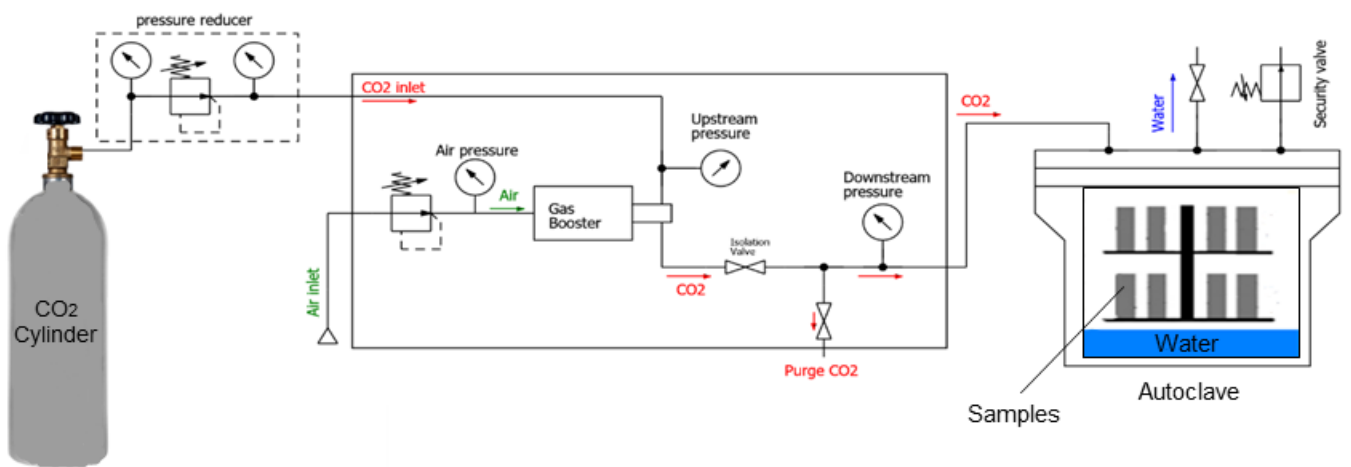 pressure reducer
CO2 inlet
Upstream
pressure
Air pressure
Air
Gas
Booster
Air inlet
Downstream
pressure
Isolation
Valve
CO2
Purge CO2
CO2
Water
Security valve
CO2
Cylinder
Water
Samples
Autoclave